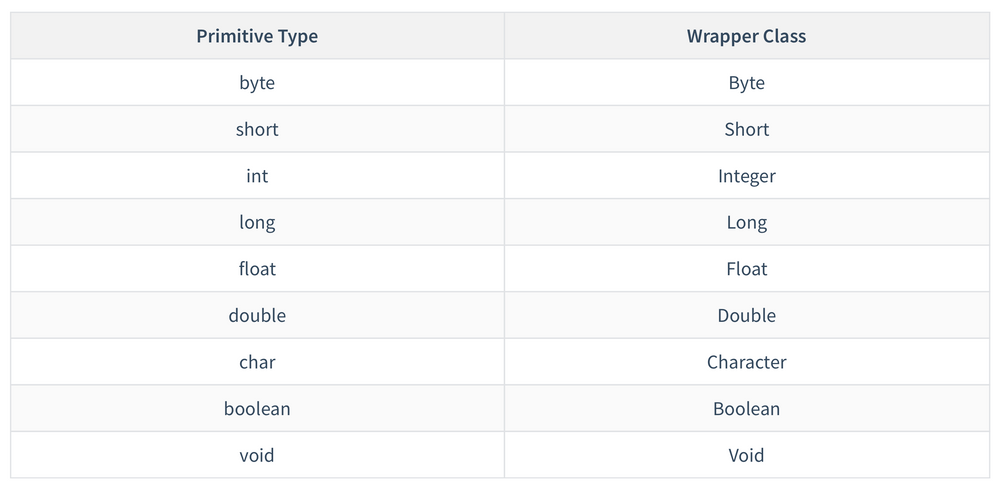 Primitive Type Wrapper Class
byte Byte
short Short
int Integer
long Long
float Float
double Double
char Character
boolean Boolean
void Void